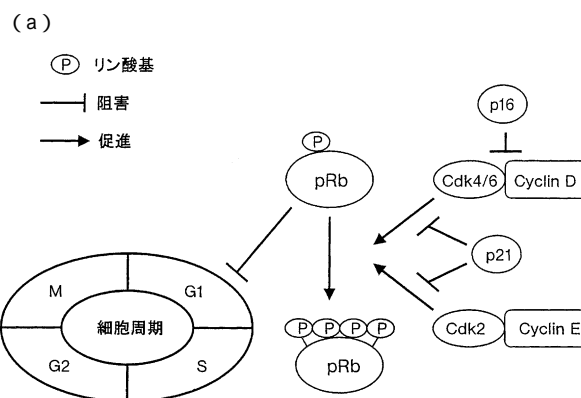 (a)
P リン酸基
阻害
促進
p16
P
pRb
Cdk4/6 Cyclin D
M G1
細胞周期
G2 S
p21
P P P P
pRb
Cdk2 Cyclin E